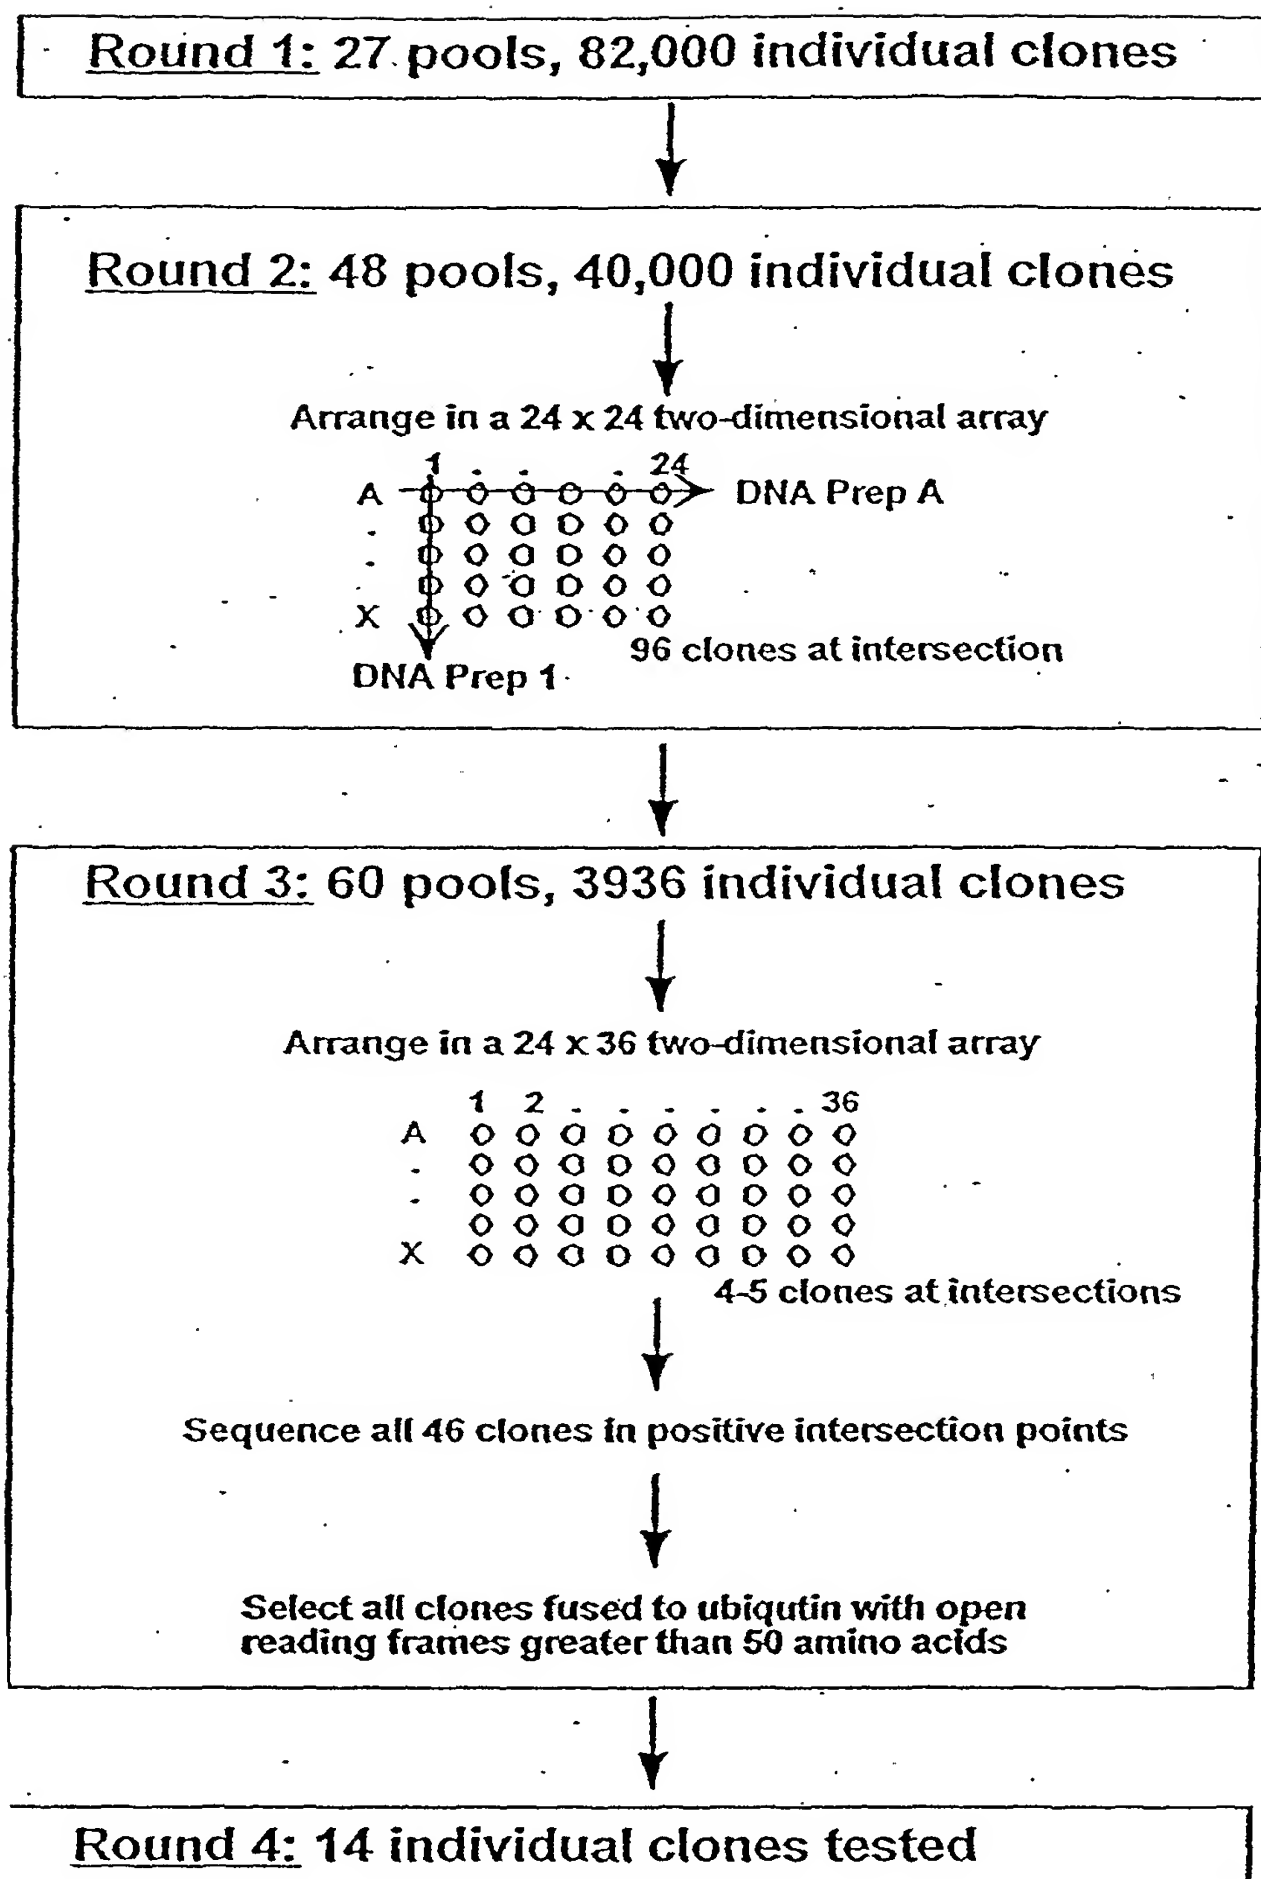 Round 1: 27 pools, 82,000 individual clones
Round 2: 48 pools, 40,000 individual clones
Arrange in a 24 x 24 two-dimensional array
1 . . . 24
A DNA Prep A
.
.
.
X
96 clones at intersection
DNA Prep 1
Round 3: 60 pools, 3936 individual clones
Arrange in a 24 x 36 two-dimensional array
1 2 . . . . . . 36
A
.
.
X
4-5 clones at intersections
Sequence all 46 clones in positive intersection points
Select all clones fused to ubiqutin with open
reading frames greater than 50 amino acids
Round 4: 14 individual clones tested